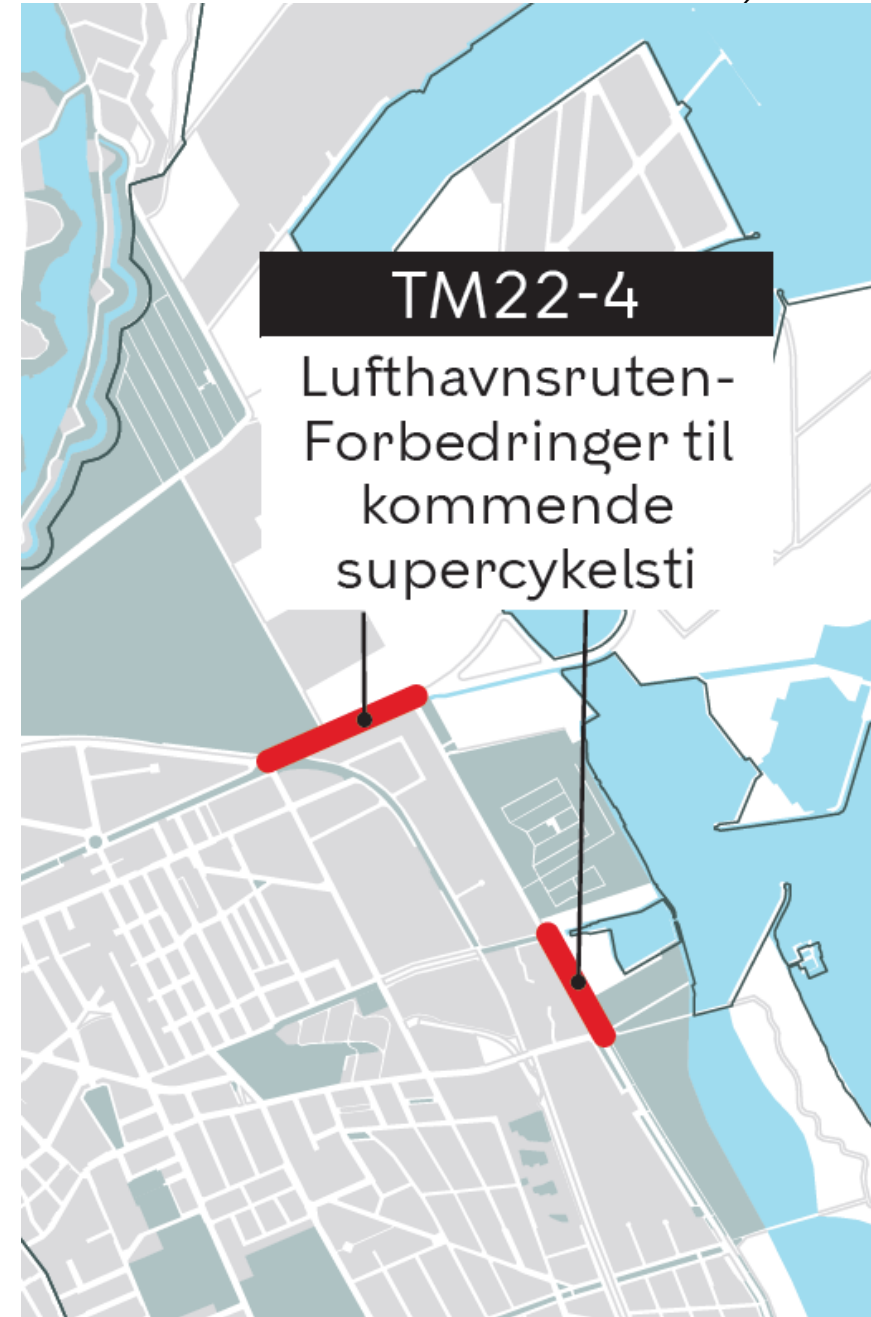 TM22-4
Lufthavnsruten-
Forbedringer til
kommende
supercykelsti